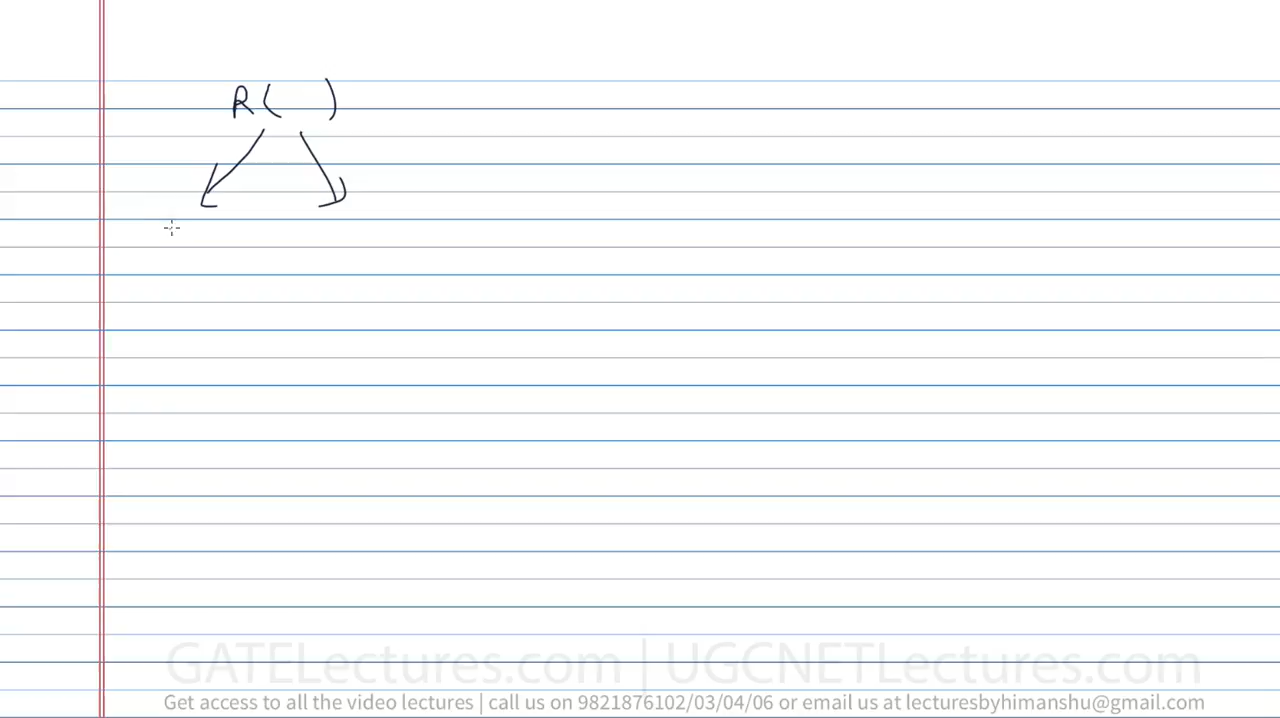 R( )
GATELectures.com | UGCNETLectures.com
Get access to all the video lectures | call us on 9821876102/03/04/06 or email us at lecturesbyhimanshu@gmail.com